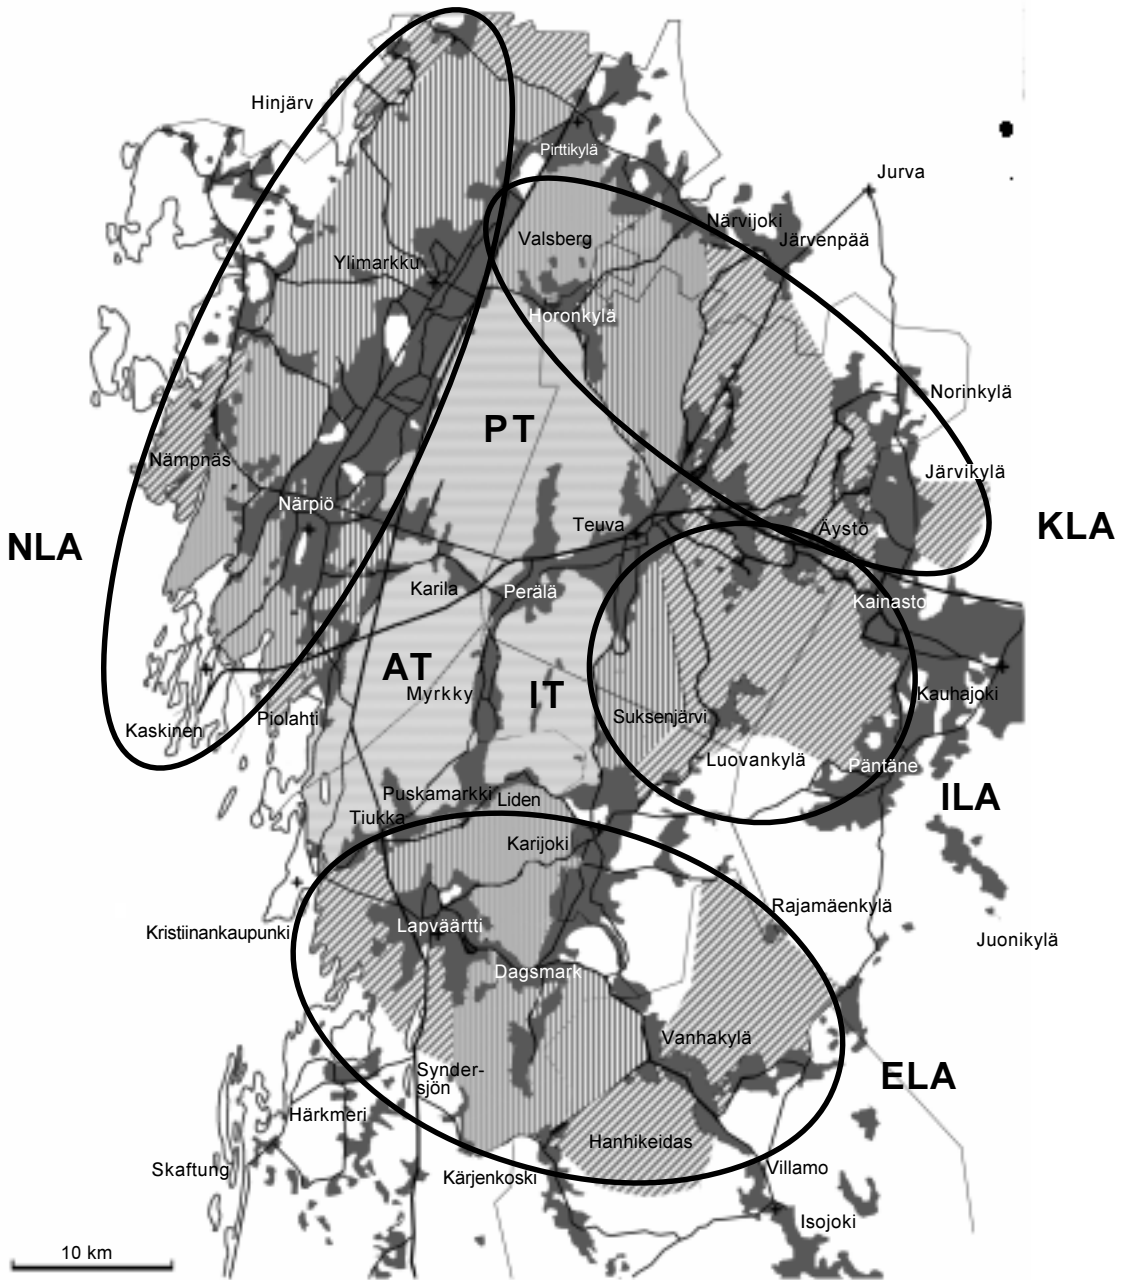 Hinjärv
Pirttikylä
Jurva
Närvijoki
Valsberg
Järvenpää
Ylimarkku
Horonkylä
Norinkylä
PT
Nämpnäs
Järvikylä
Närpiö
Teuva
Äystö
NLA
KLA
Karila
Perälä
Kainasto
AT
Myrkky
IT
Kauhajoki
Suksenjärvi
Piolahti
Kaskinen
Luovankylä
Päntäne
Puskamarkki
Liden
ILA
Tiukka
Karijoki
Rajamäenkylä
Lapväärtti
Kristiinankaupunki
Juonikylä
Dagsmark
Vanhakylä
Synder-
sjön
ELA
Härkmeri
Hanhikeidas
Skaftung
Kärjenkoski
Villamo
Isojoki
10 km